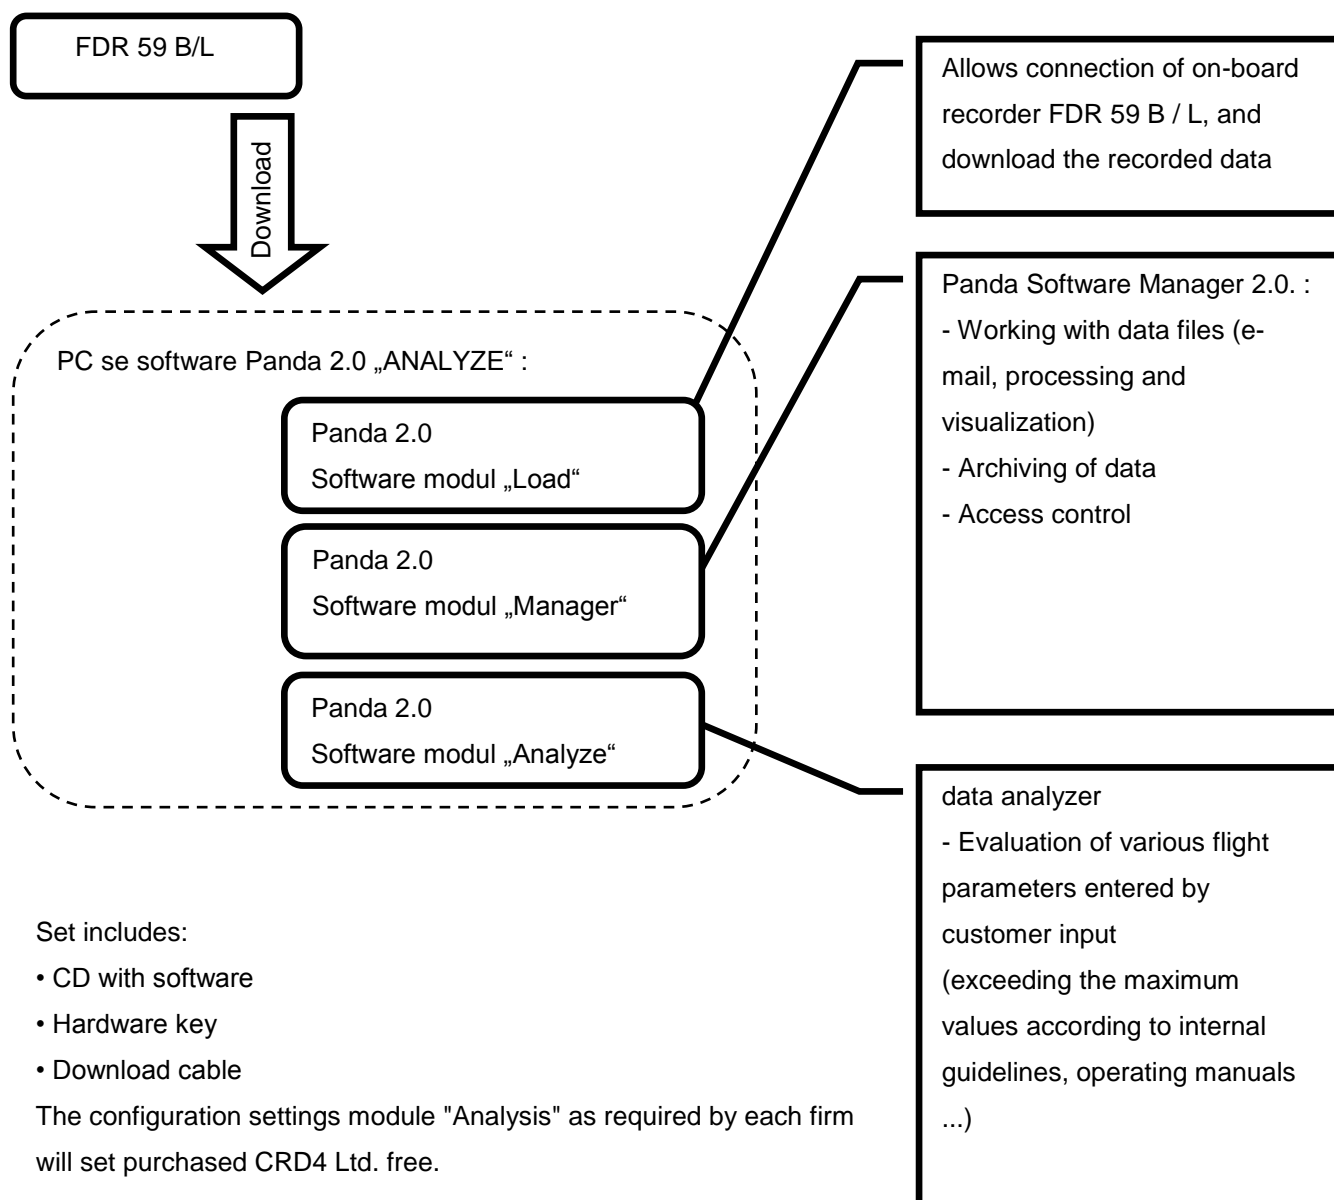 FDR 59 B/L
Download
PC se software Panda 2.0 „ANALYZE“ :
Panda 2.0
Software modul „Load“
Panda 2.0
Software modul „Manager“
Panda 2.0
Software modul „Analyze“
Allows connection of on-board
recorder FDR 59 B / L, and
download the recorded data
Panda Software Manager 2.0. :
- Working with data files (e-
mail, processing and
visualization)
- Archiving of data
- Access control
data analyzer
- Evaluation of various flight
parameters entered by
customer input
(exceeding the maximum
values according to internal
guidelines, operating manuals
...)
Set includes:
• CD with software
• Hardware key
• Download cable
The configuration settings module "Analysis" as required by each firm
will set purchased CRD4 Ltd. free.